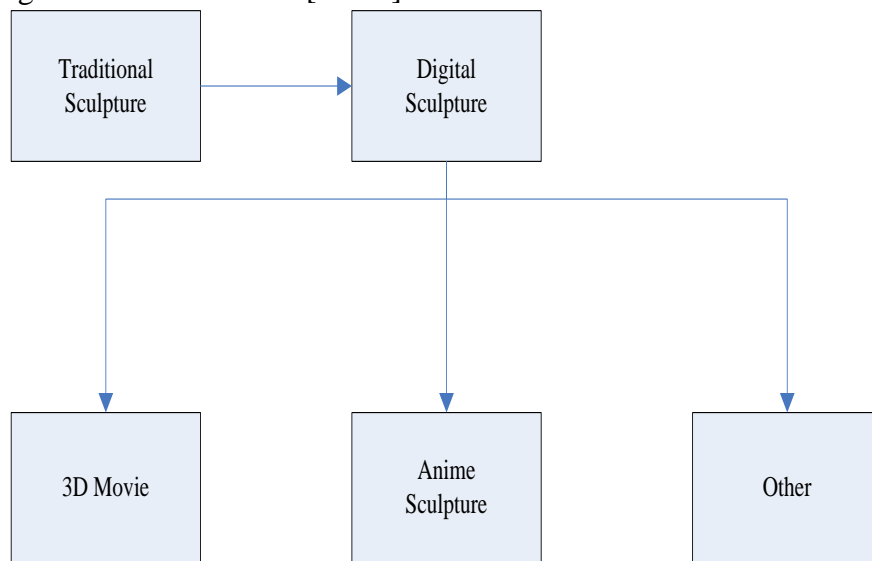 Traditional
Sculpture
Digital
Sculpture
3D Movie
Anime
Sculpture
Other